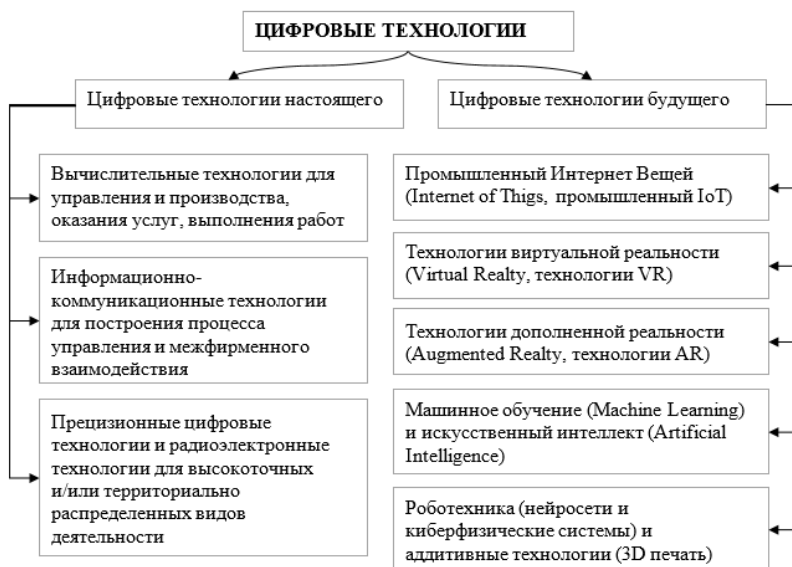 ЦИФРОВЫЕ ТЕХНОЛОГИИ
Цифровые технологии настоящего
Цифровые технологии будущего
Вычислительные технологии для
управления и производства,
оказания услуг, выполнения работ
Информационно-
коммуникационные технологии
для построения процесса
управления и межфирменного
взаимодействия
Прецизионные цифровые
технологии и радиоэлектронные
технологии для высокоточных
и/или территориально
распределенных видов
деятельности
Промышленный Интернет Вещей
(Internet of Thigs, промышленный IoT)
Технологии виртуальной реальности
(Virtual Realty, технологии VR)
Технологии дополненной реальности
(Augmented Realty, технологии AR)
Машинное обучение (Machine Learning)
и искусственный интеллект (Artificial
Intelligence)
Роботехника (нейросети и
киберфизические системы) и
аддитивные технологии (3D печать)